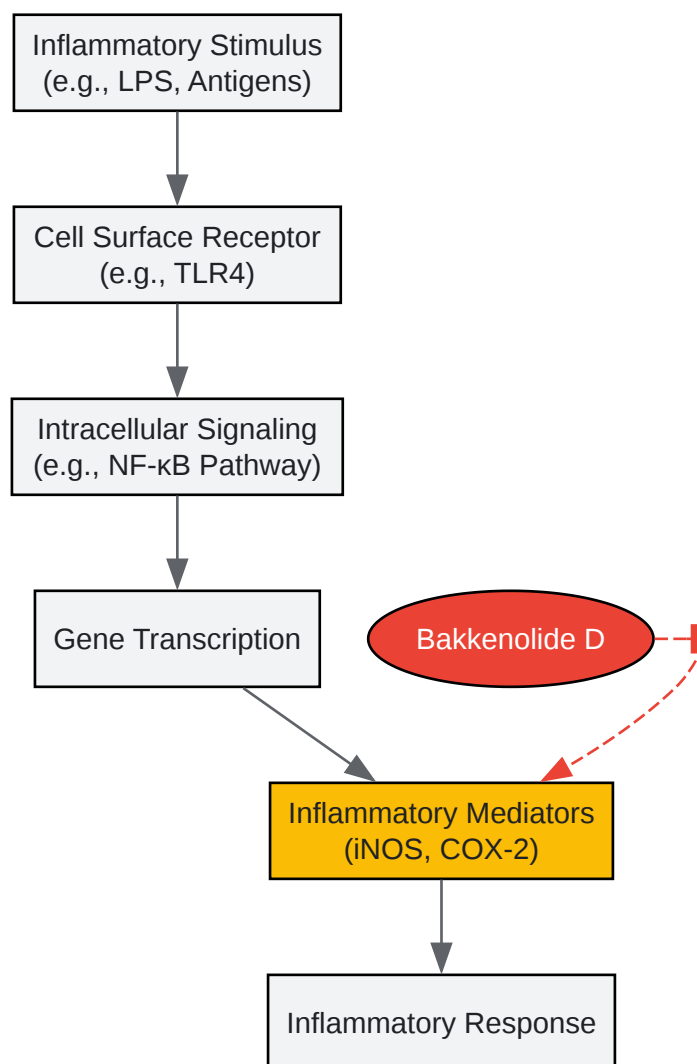 Inflammatory Stimulus
(e.g., LPS, Antigens)
Cell Surface Receptor
(e.g., TLR4)
Intracellular Signaling
(e.g., NF-κB Pathway)
Gene Transcription
Bakkenolide D
Inflammatory Mediators
(iNOS, COX-2)
Inflammatory Response